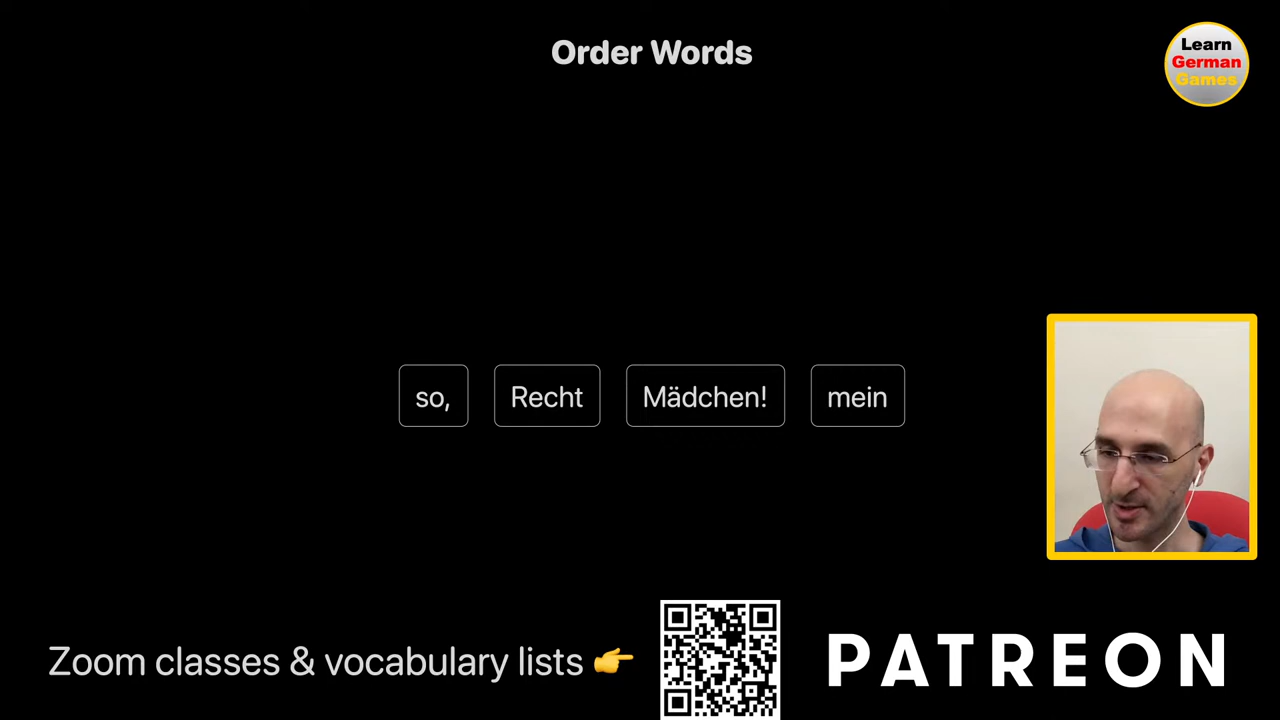 Order Words
Learn
German
Games
so, Recht Mädchen! mein
Zoom classes & vocabulary lists 👉
PATREON